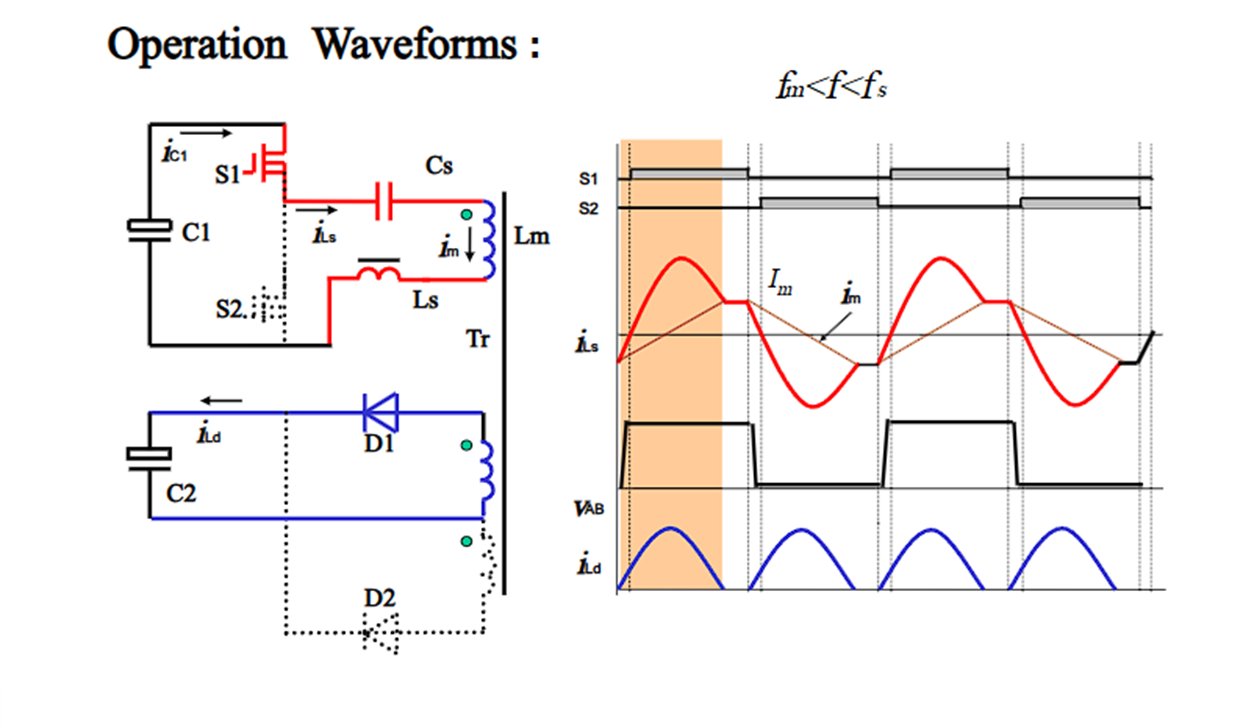 Operation Waveforms :
fm<f<fs
iC1
S1
Cs
C1
iLs
im
Lm
S2
Ls
Tr
iLd
D1
C2
D2
S1
S2
Im
im
iLs
VAB
iLd